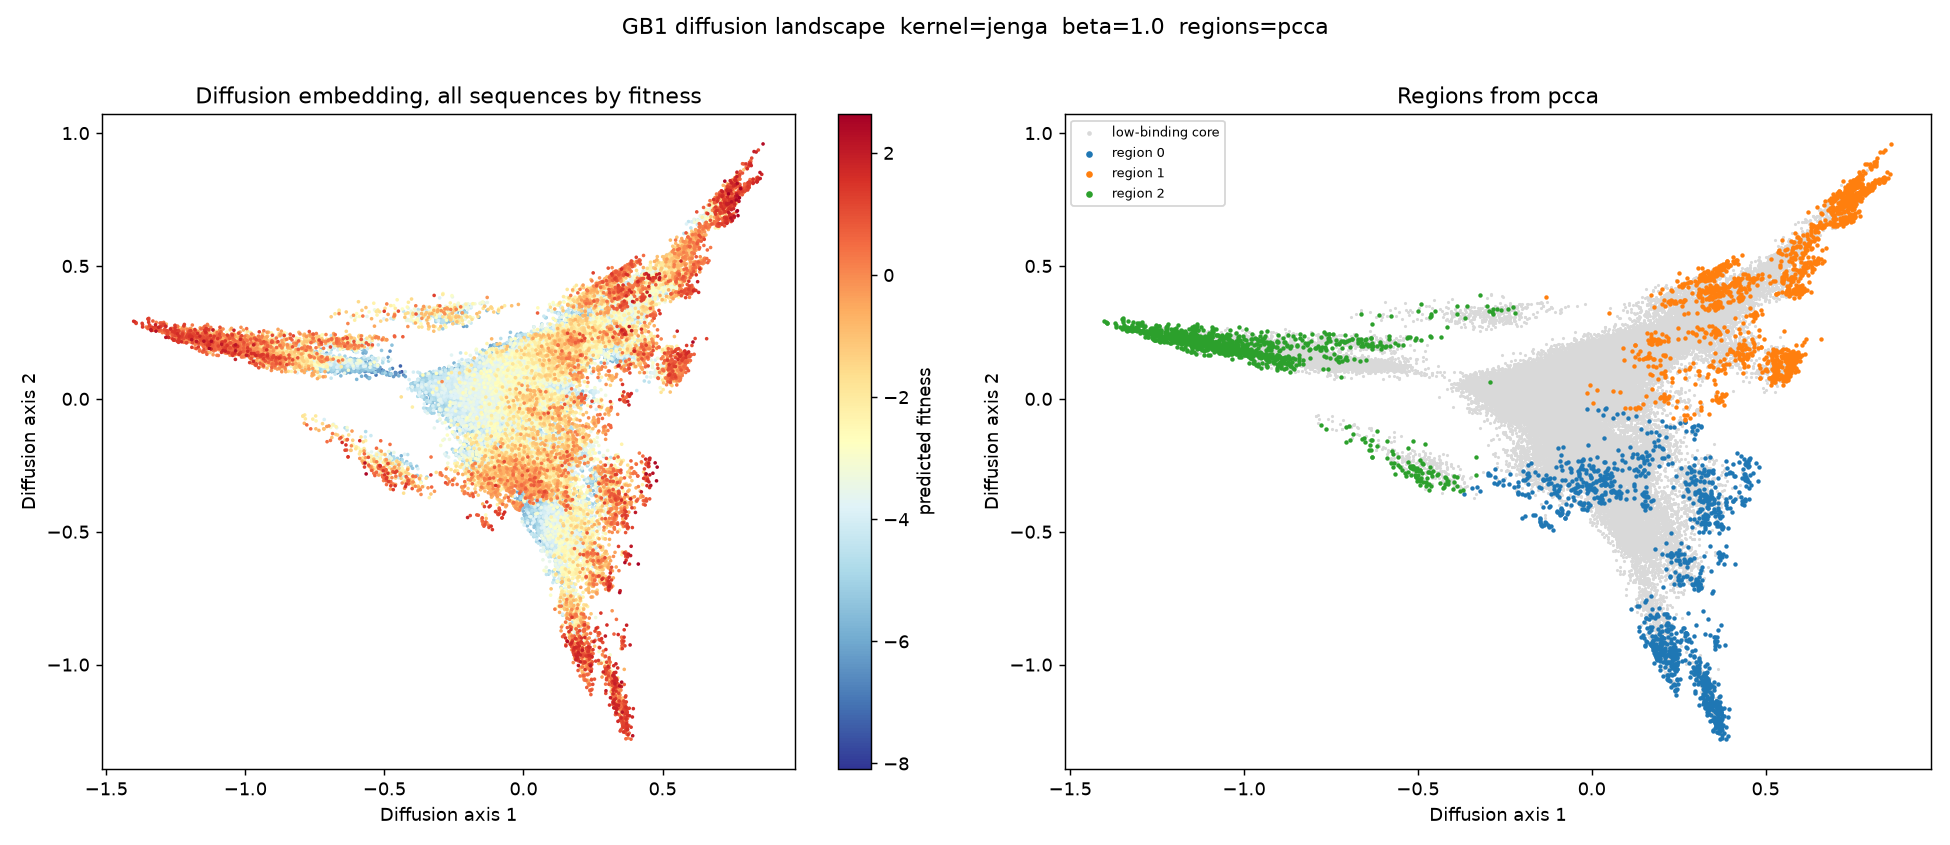 GB1 diffusion landscape  kernel=jenga  beta=1.0  regions=pcca
Diffusion embedding, all sequences by fitness
1.0
0.5
0.0
−0.5
−1.0
Diffusion axis 2
−1.5
−1.0
−0.5
0.0
0.5
Diffusion axis 1
2
0
−2
−4
−6
−8
predicted fitness
Regions from pcca
low-binding core
region 0
region 1
region 2
1.0
0.5
0.0
−0.5
−1.0
Diffusion axis 2
−1.5
−1.0
−0.5
0.0
0.5
Diffusion axis 1